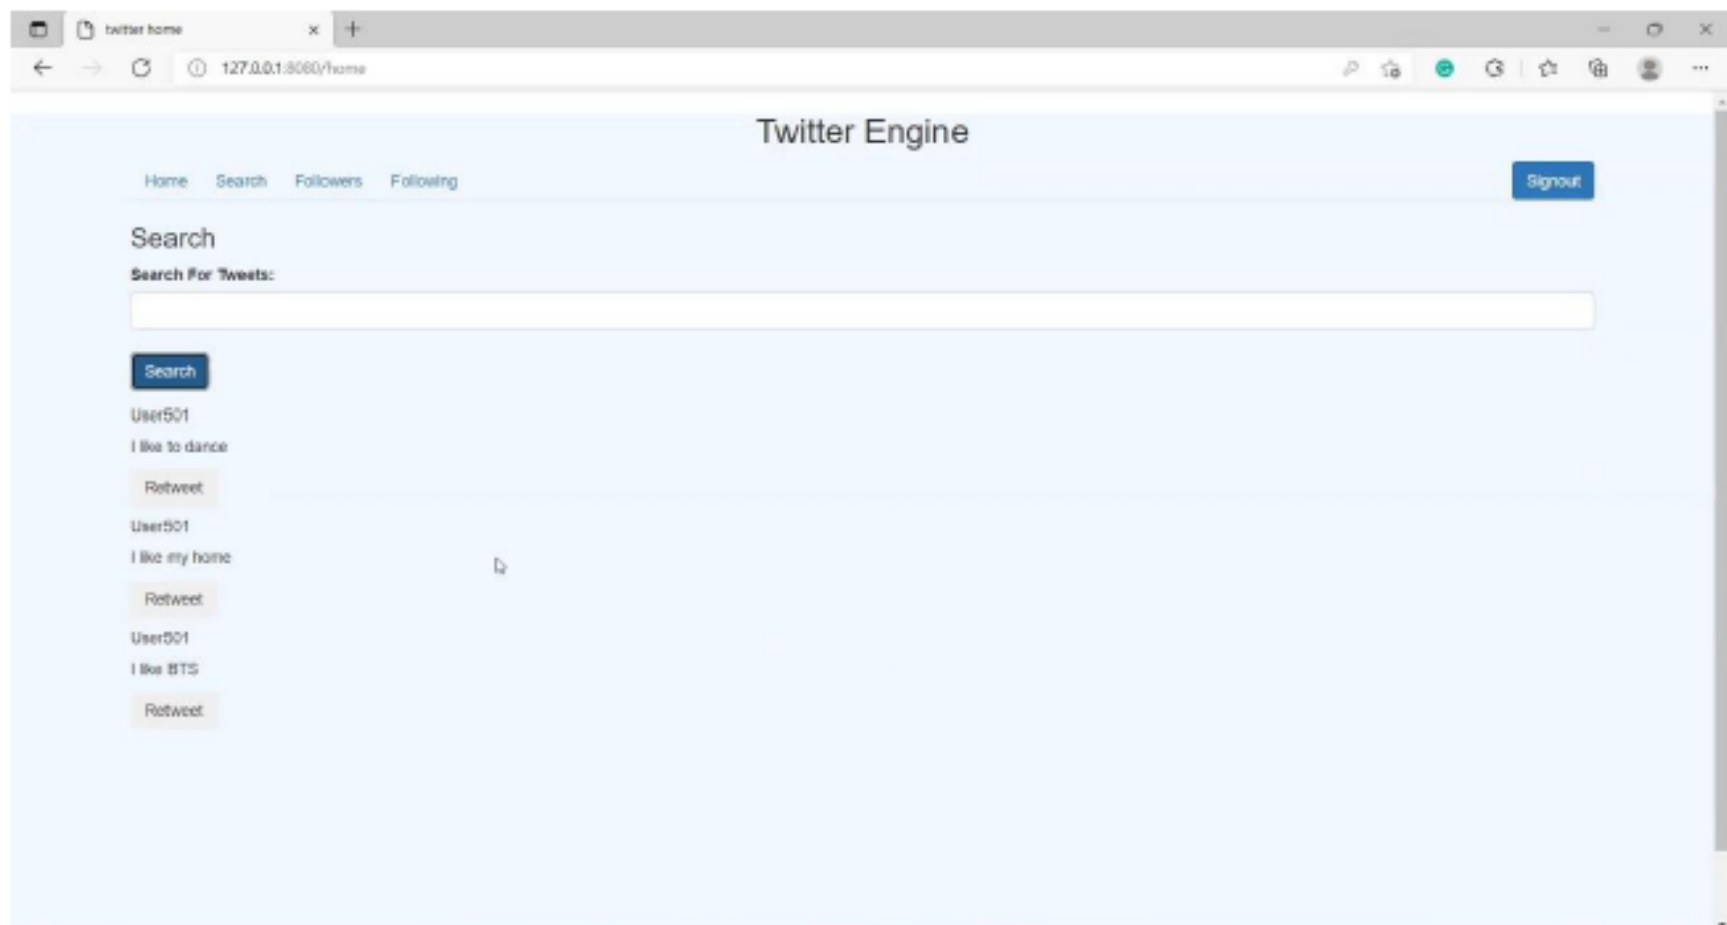 twitter home
127.0.0.1:8080/home
Twitter Engine
Home Search Followers Following Signout
Search
Search For Tweets:
Search
User501
I like to dance
Retweet
User501
I like my home
Retweet
User501
I like BTS
Retweet